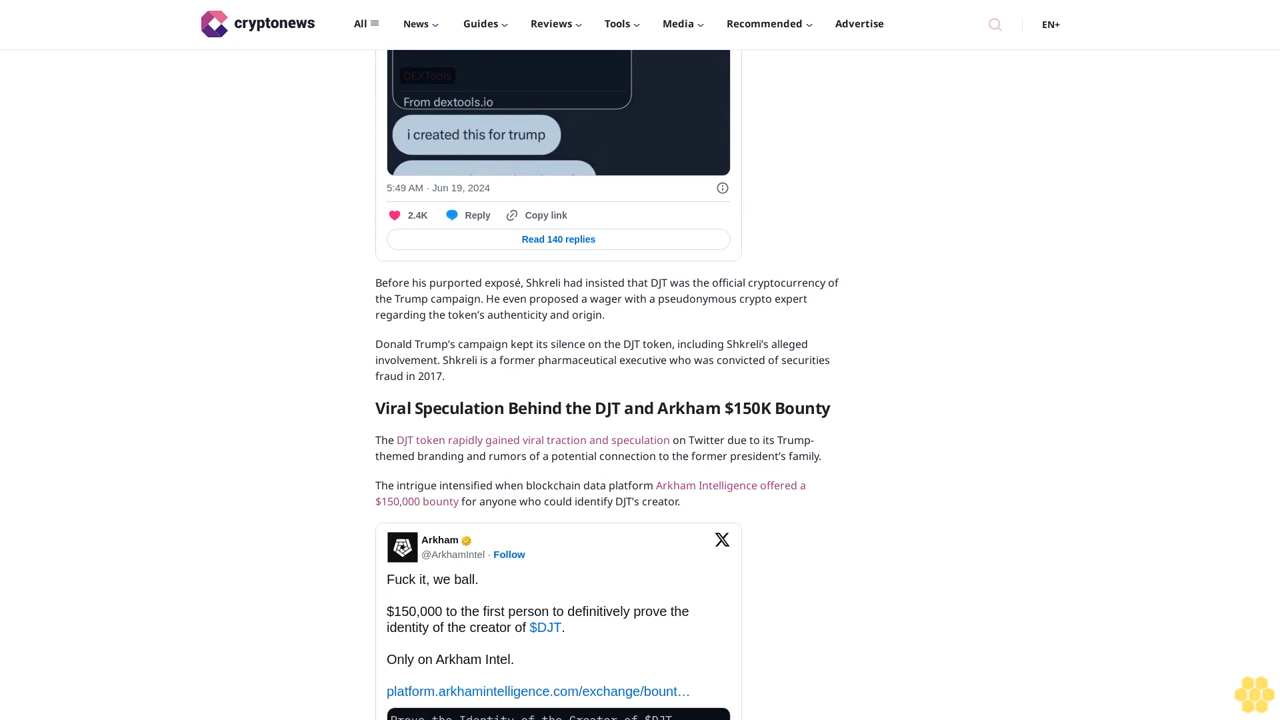 cryptonews
All
News
Guides
Reviews
Tools
Media
Recommended
Advertise
EN+
DEXTools
From dextools.io
i created this for trump
5:49 AM · Jun 19, 2024
2.4K
Reply
Copy link
Read 140 replies
Before his purported exposé, Shkreli had insisted that DJT was the official cryptocurrency of
the Trump campaign. He even proposed a wager with a pseudonymous crypto expert
regarding the token’s authenticity and origin.
Donald Trump’s campaign kept its silence on the DJT token, including Shkreli’s alleged
involvement. Shkreli is a former pharmaceutical executive who was convicted of securities
fraud in 2017.
Viral Speculation Behind the DJT and Arkham $150K Bounty
The DJT token rapidly gained viral traction and speculation on Twitter due to its Trump-
themed branding and rumors of a potential connection to the former president’s family.
The intrigue intensified when blockchain data platform Arkham Intelligence offered a
$150,000 bounty for anyone who could identify DJT’s creator.
Arkham
@ArkhamIntel · Follow
Fuck it, we ball.
$150,000 to the first person to definitively prove the
identity of the creator of $DJT.
Only on Arkham Intel.
platform.arkhamintelligence.com/exchange/bount…
Prove the Identity of the Creator of $DJT